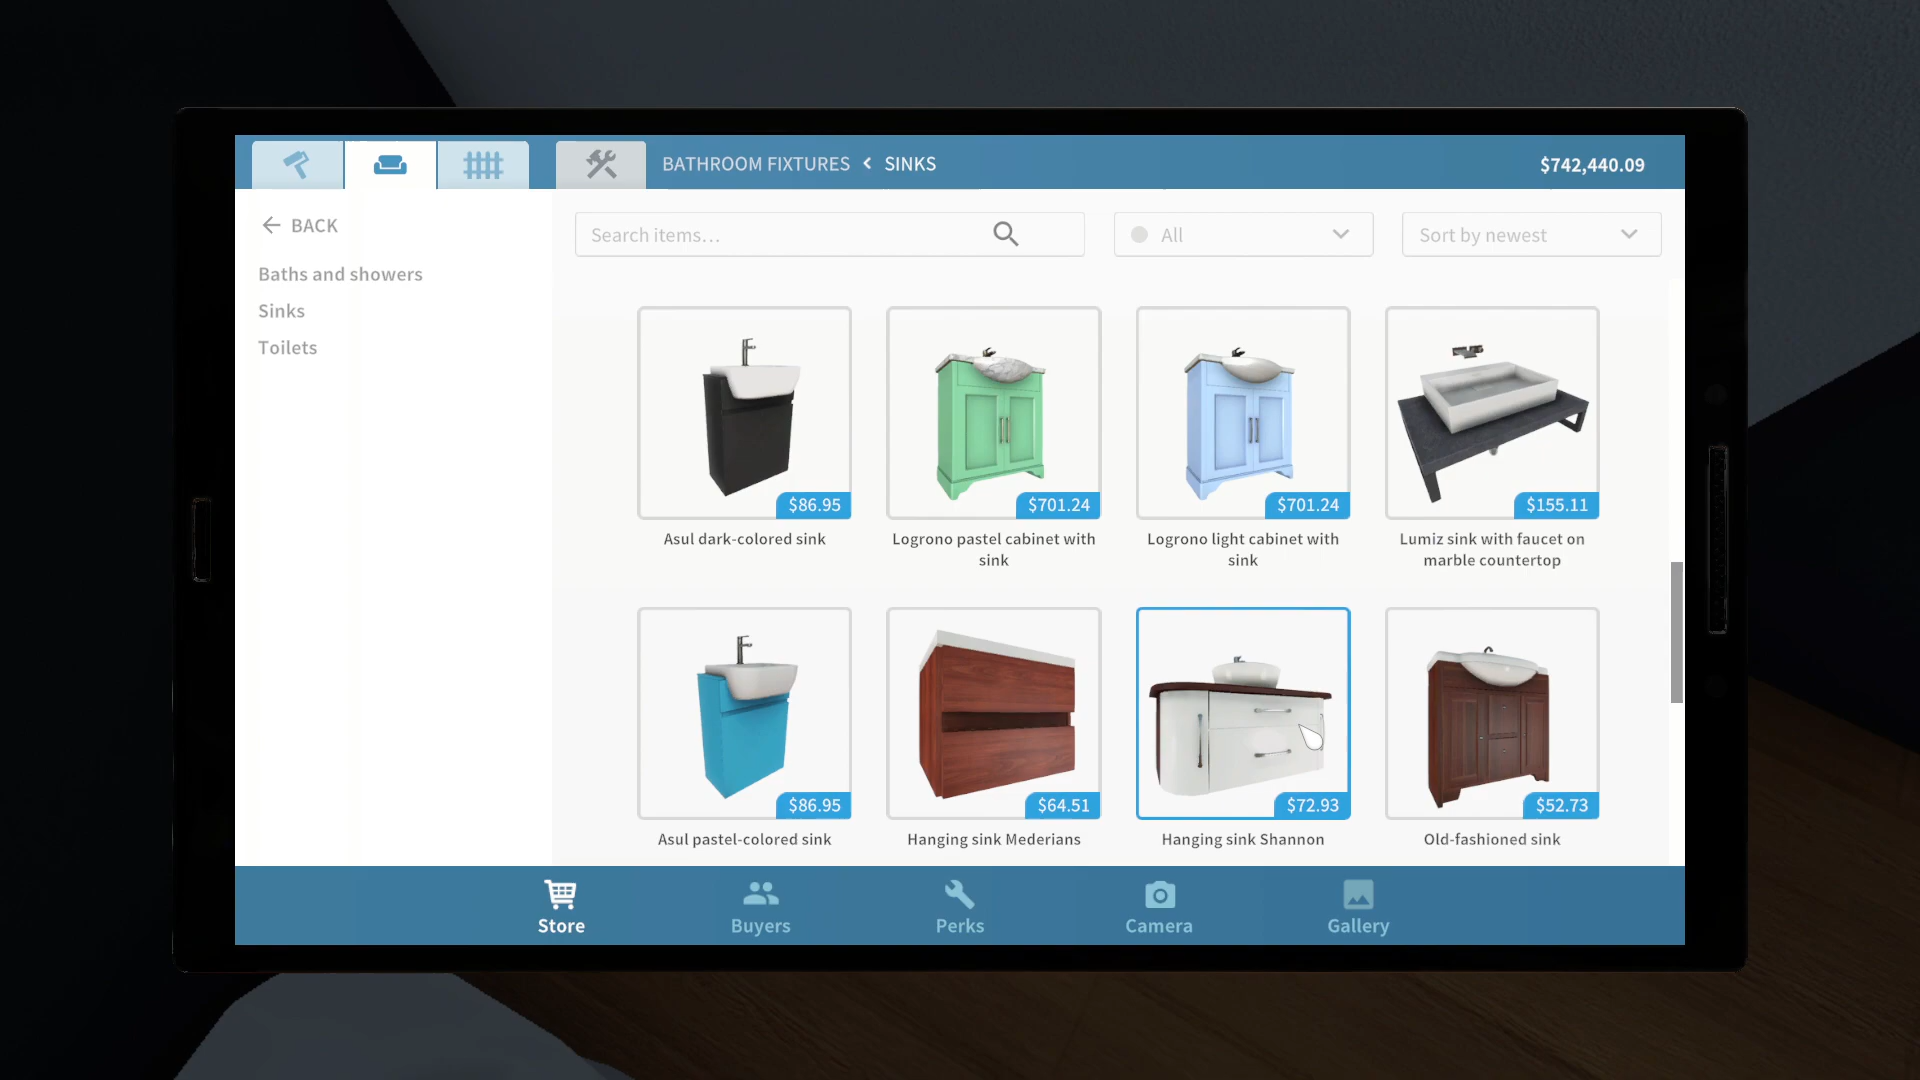 BATHROOM FIXTURES < SINKS
$742,440.09
BACK
Baths and showers
Sinks
Toilets
Search items...
All
Sort by newest
$86.95
$701.24
$701.24
$155.11
Asul dark-colored sink
Logrono pastel cabinet with
sink
Logrono light cabinet with
sink
Lumiz sink with faucet on
marble countertop
$86.95
$64.51
$72.93
$52.73
Asul pastel-colored sink
Hanging sink Mederians
Hanging sink Shannon
Old-fashioned sink
Store
Buyers
Perks
Camera
Gallery